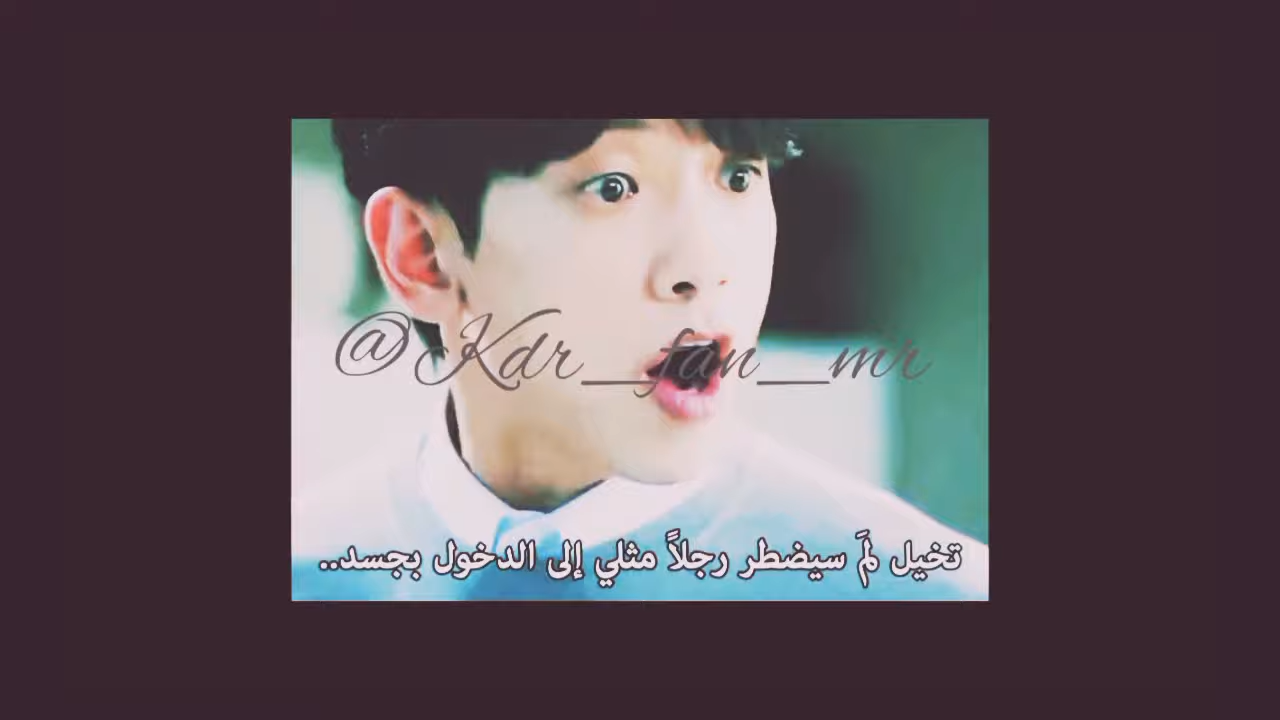 @Kdr_fan_mr
تخيل لمَ سيضطر رجلاً مثلي إلى الدخول بجسد..